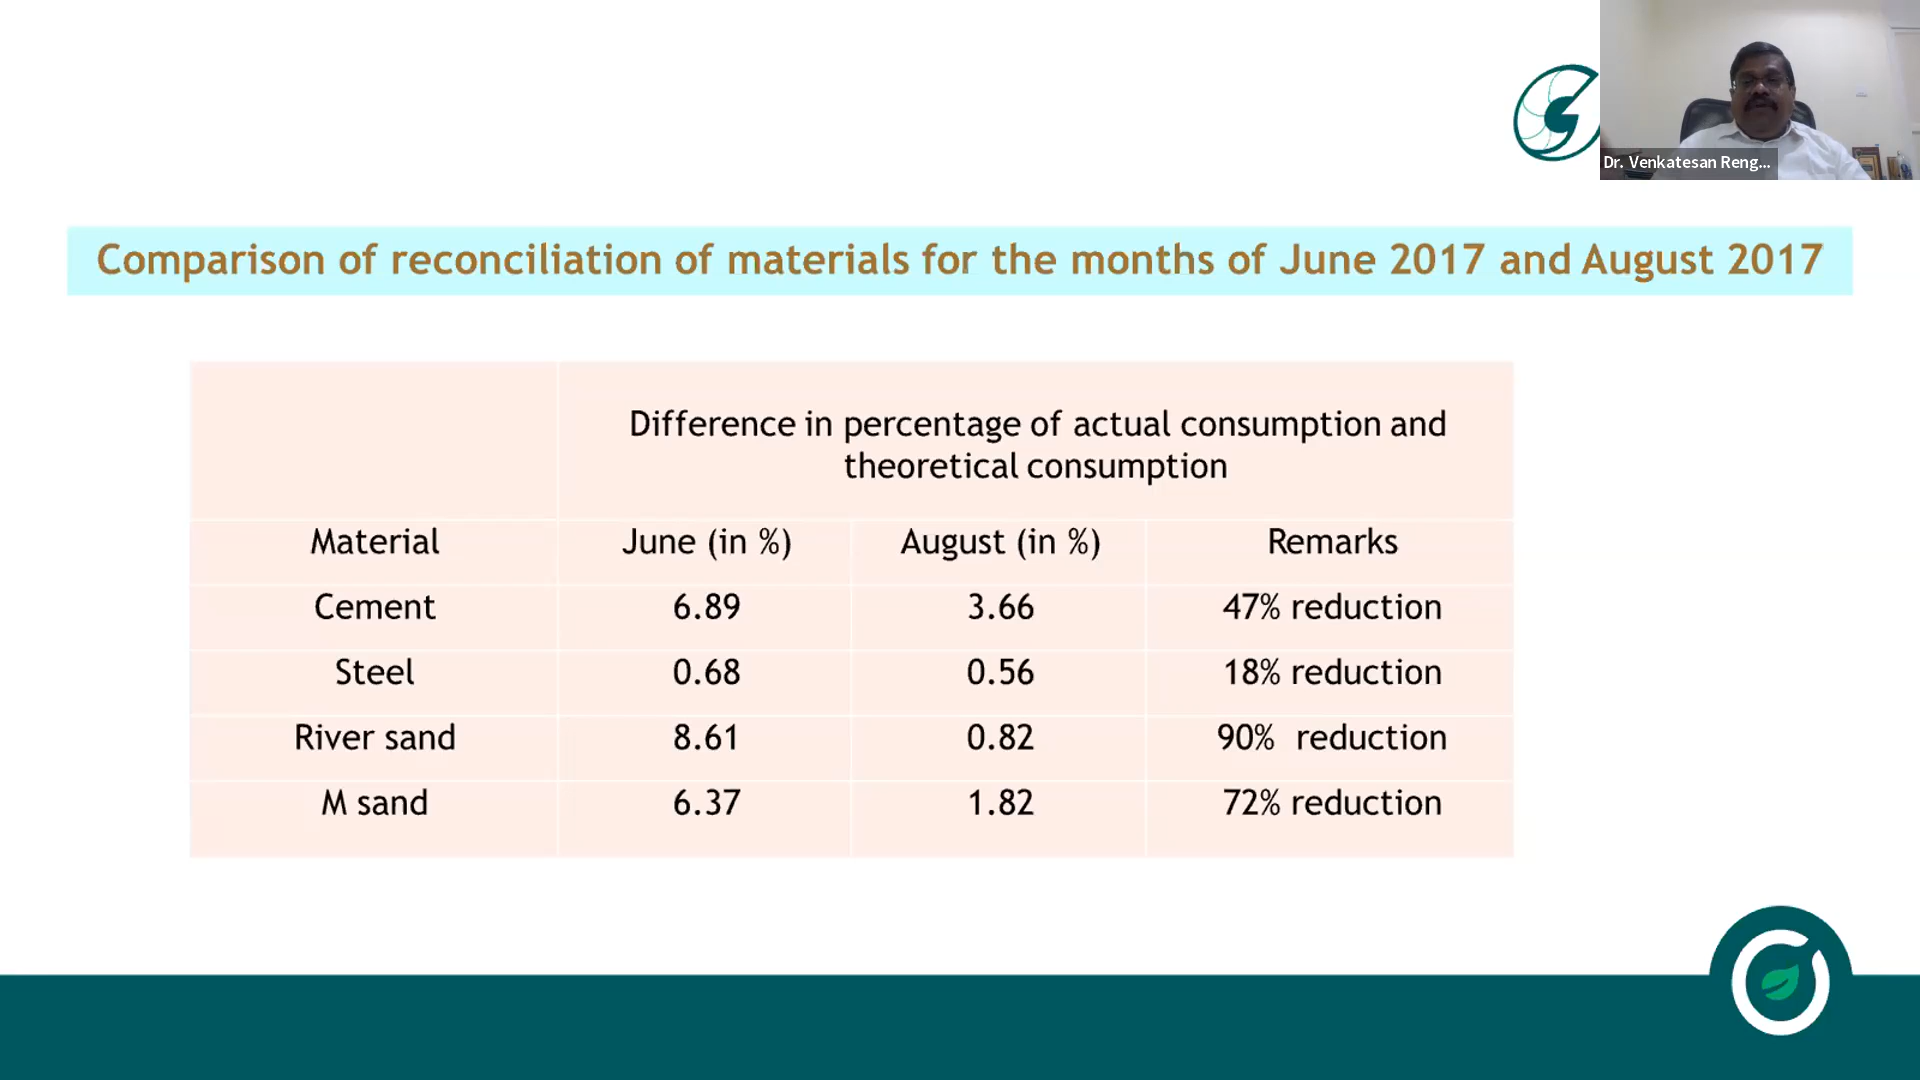 Dr. Venkatesan Reng...
Comparison of reconciliation of materials for the months of June 2017 and August 2017
Difference in percentage of actual consumption and
theoretical consumption
Material June (in %) August (in %) Remarks
Cement 6.89 3.66 47% reduction
Steel 0.68 0.56 18% reduction
River sand 8.61 0.82 90% reduction
M sand 6.37 1.82 72% reduction